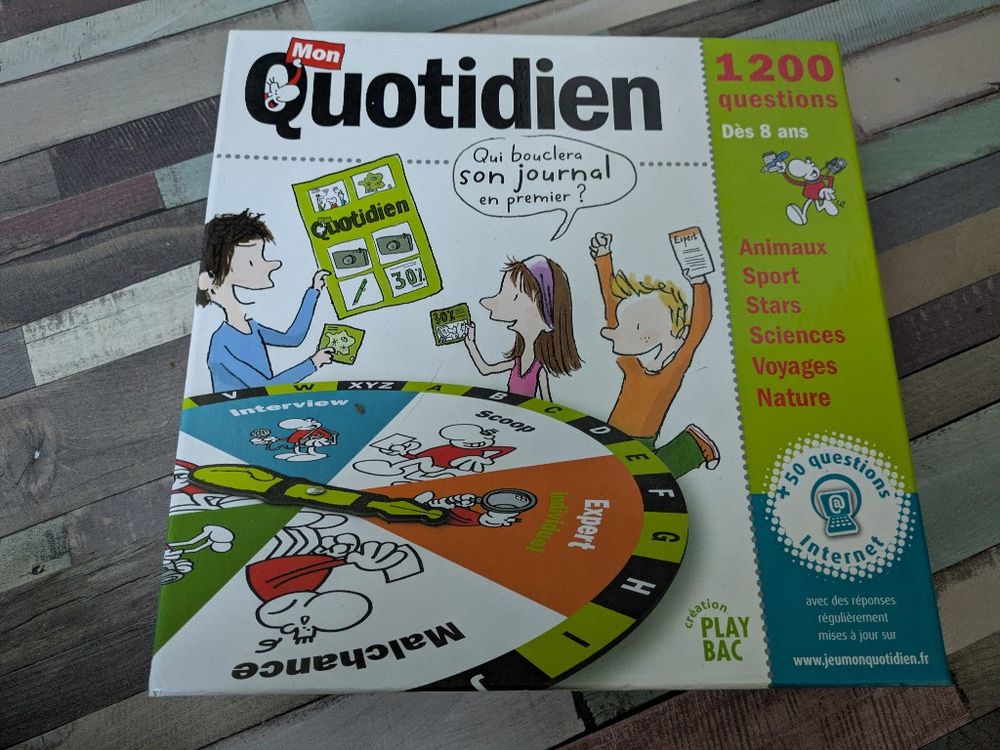 Mon
Quotidien
1200
questions
Dès 8 ans
Qui bouclera
son journal
en premier ?
Quotidien
30%
30%
Expert
Animaux
Sport
Stars
Sciences
Voyages
Nature
V W XYZ A B C D E F G H I J
Interview
Scoop
Expert
individuel
Malchance
+ 50 questions
@
Internet
avec des réponses
régulièrement
mises à jour sur
www.jeumonquotidien.fr
création
PLAY
BAC